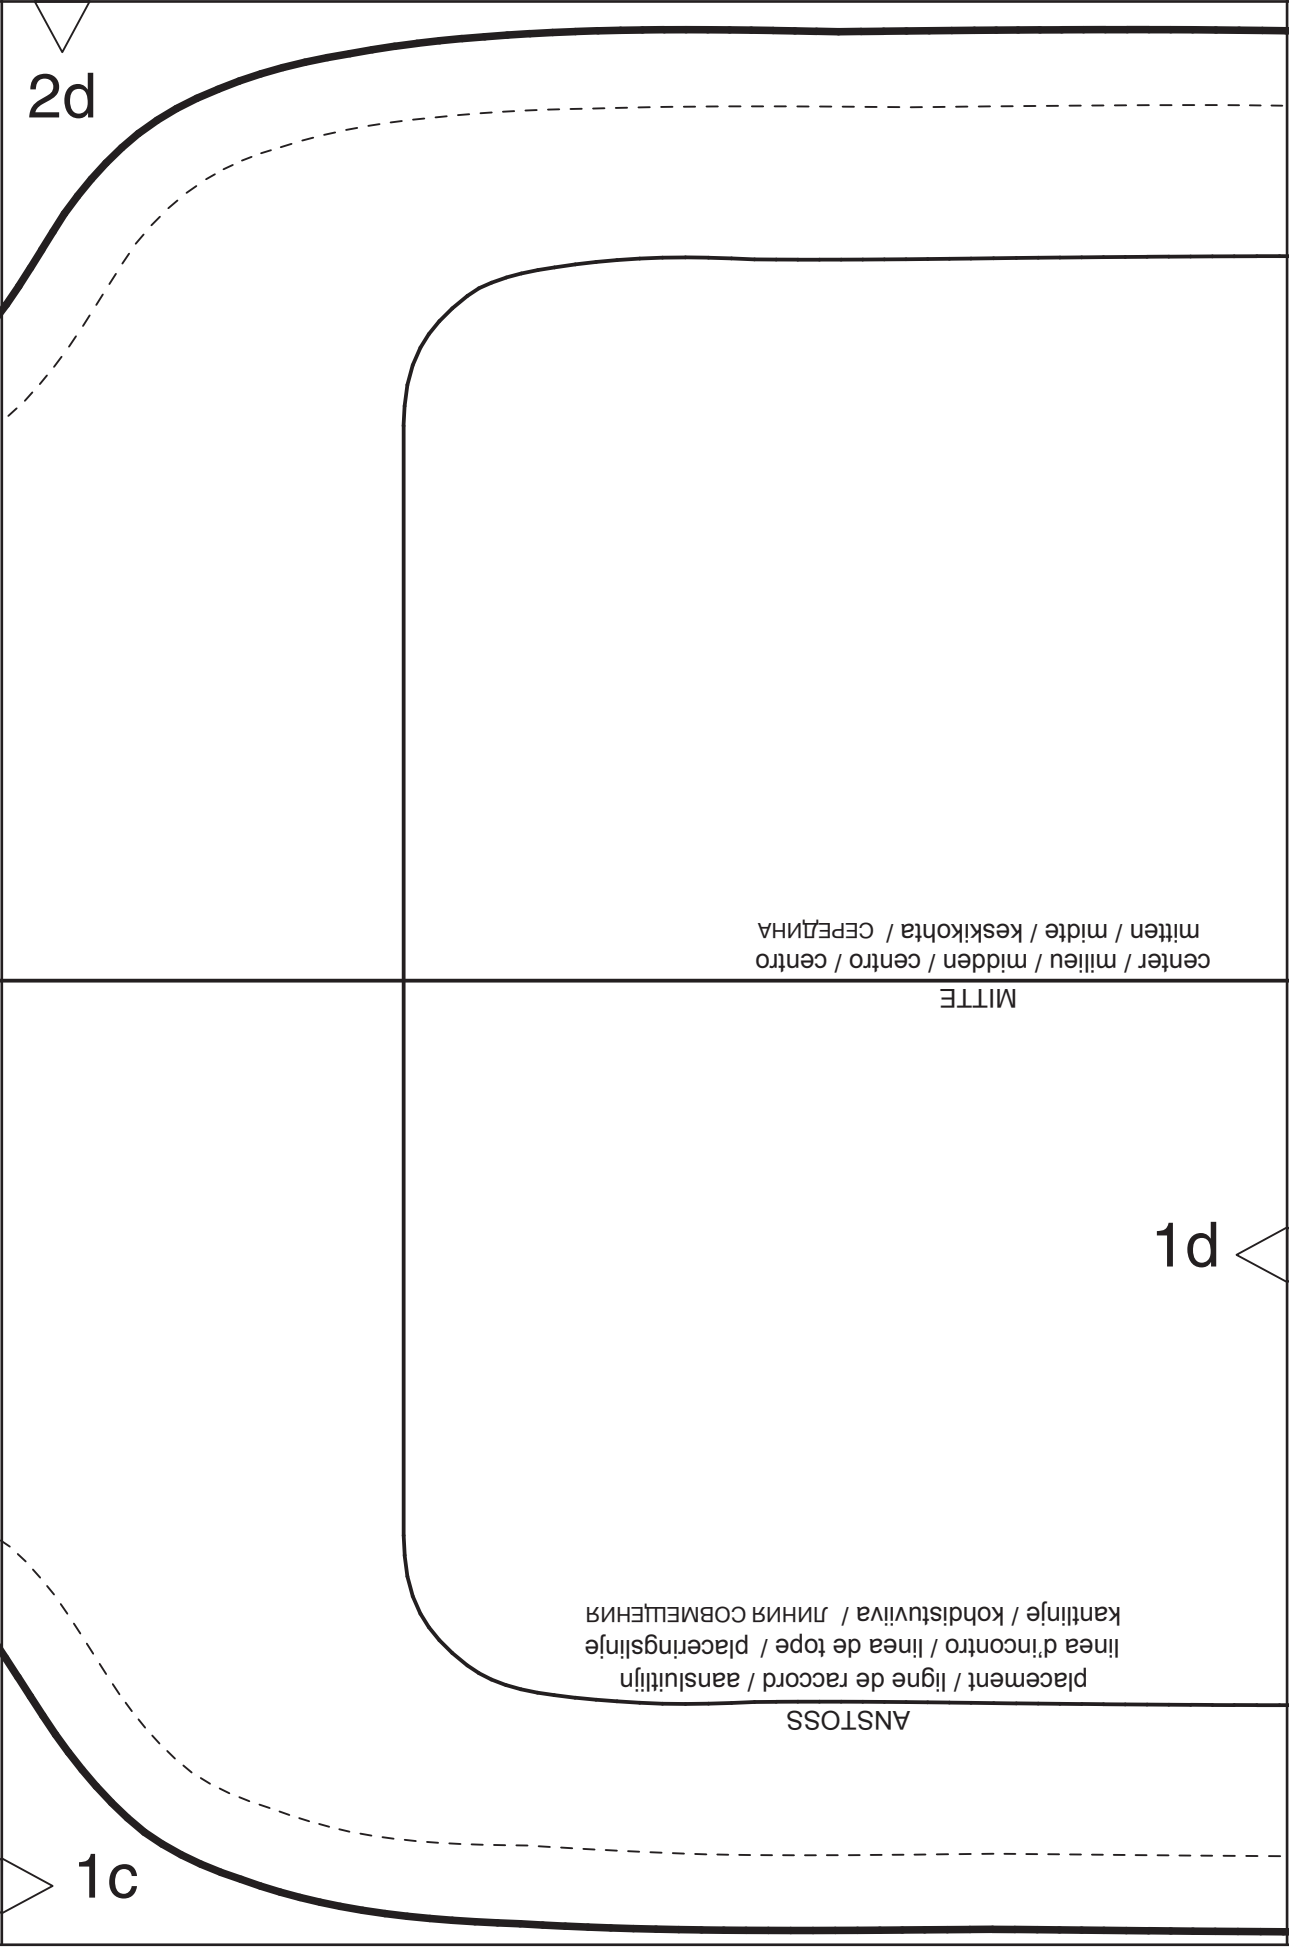 2d
MITTE
center / milieu / midden / centro / centro
mitten / midte / keskikohta / СЕРЕДИНА
1d
ANSTOSS
placement / ligne de raccord / aansluitlijn
linea d'incontro / linea de tope / placeringslinje
kantlinje / kohdistusviiva / ЛИНИЯ СОВМЕЩЕНИЯ
1c